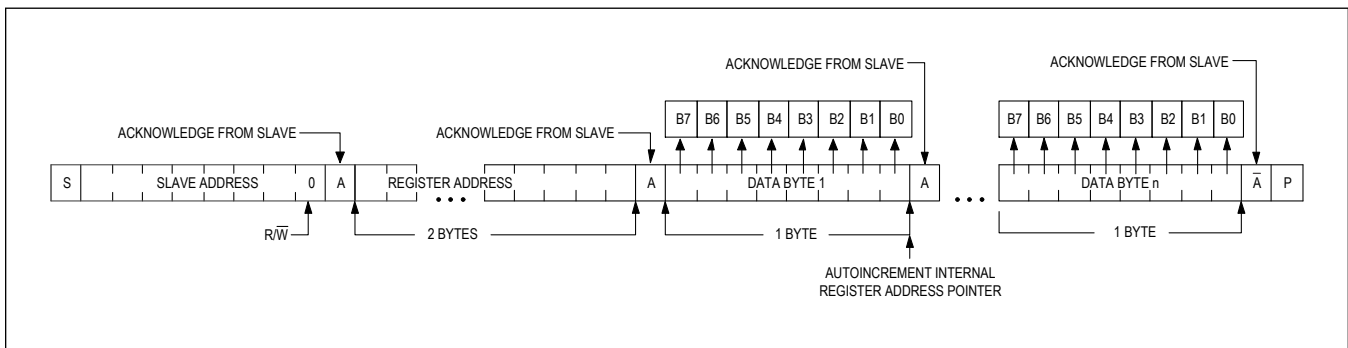 ACKNOWLEDGE FROM SLAVE ACKNOWLEDGE FROM SLAVE
B7 B6 B5 B4 B3 B2 B1 B0 B7 B6 B5 B4 B3 B2 B1 B0
ACKNOWLEDGE FROM SLAVE ACKNOWLEDGE FROM SLAVE
S SLAVE ADDRESS 0 A REGISTER ADDRESS A DATA BYTE 1 A DATA BYTE n A̅ P
• • • • • •
R/W̅ 2 BYTES 1 BYTE 1 BYTE
AUTOINCREMENT INTERNAL
REGISTER ADDRESS POINTER